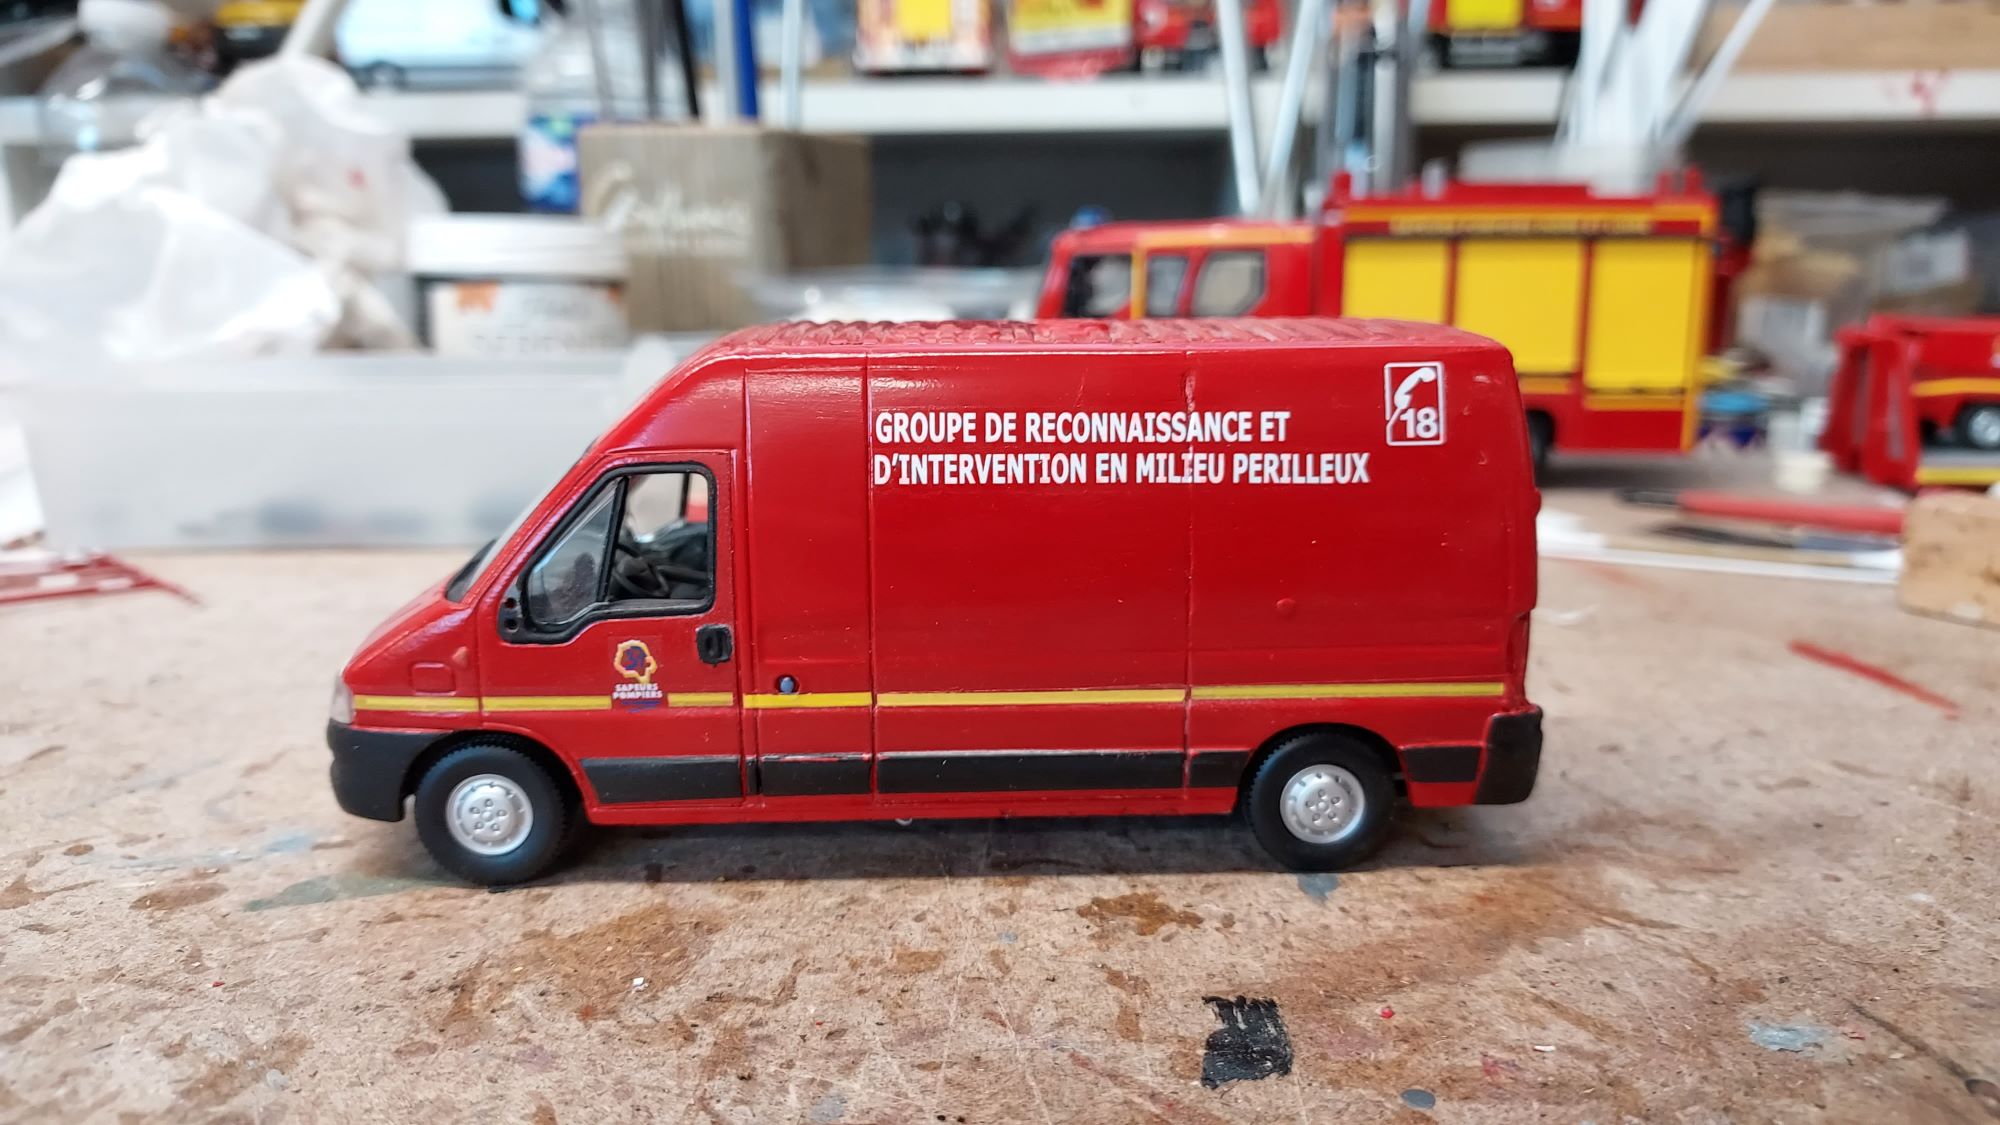 GROUPE DE RECONNAISSANCE ET
D'INTERVENTION EN MILIEU PERILLEUX
18
SAPEURS
POMPIERS